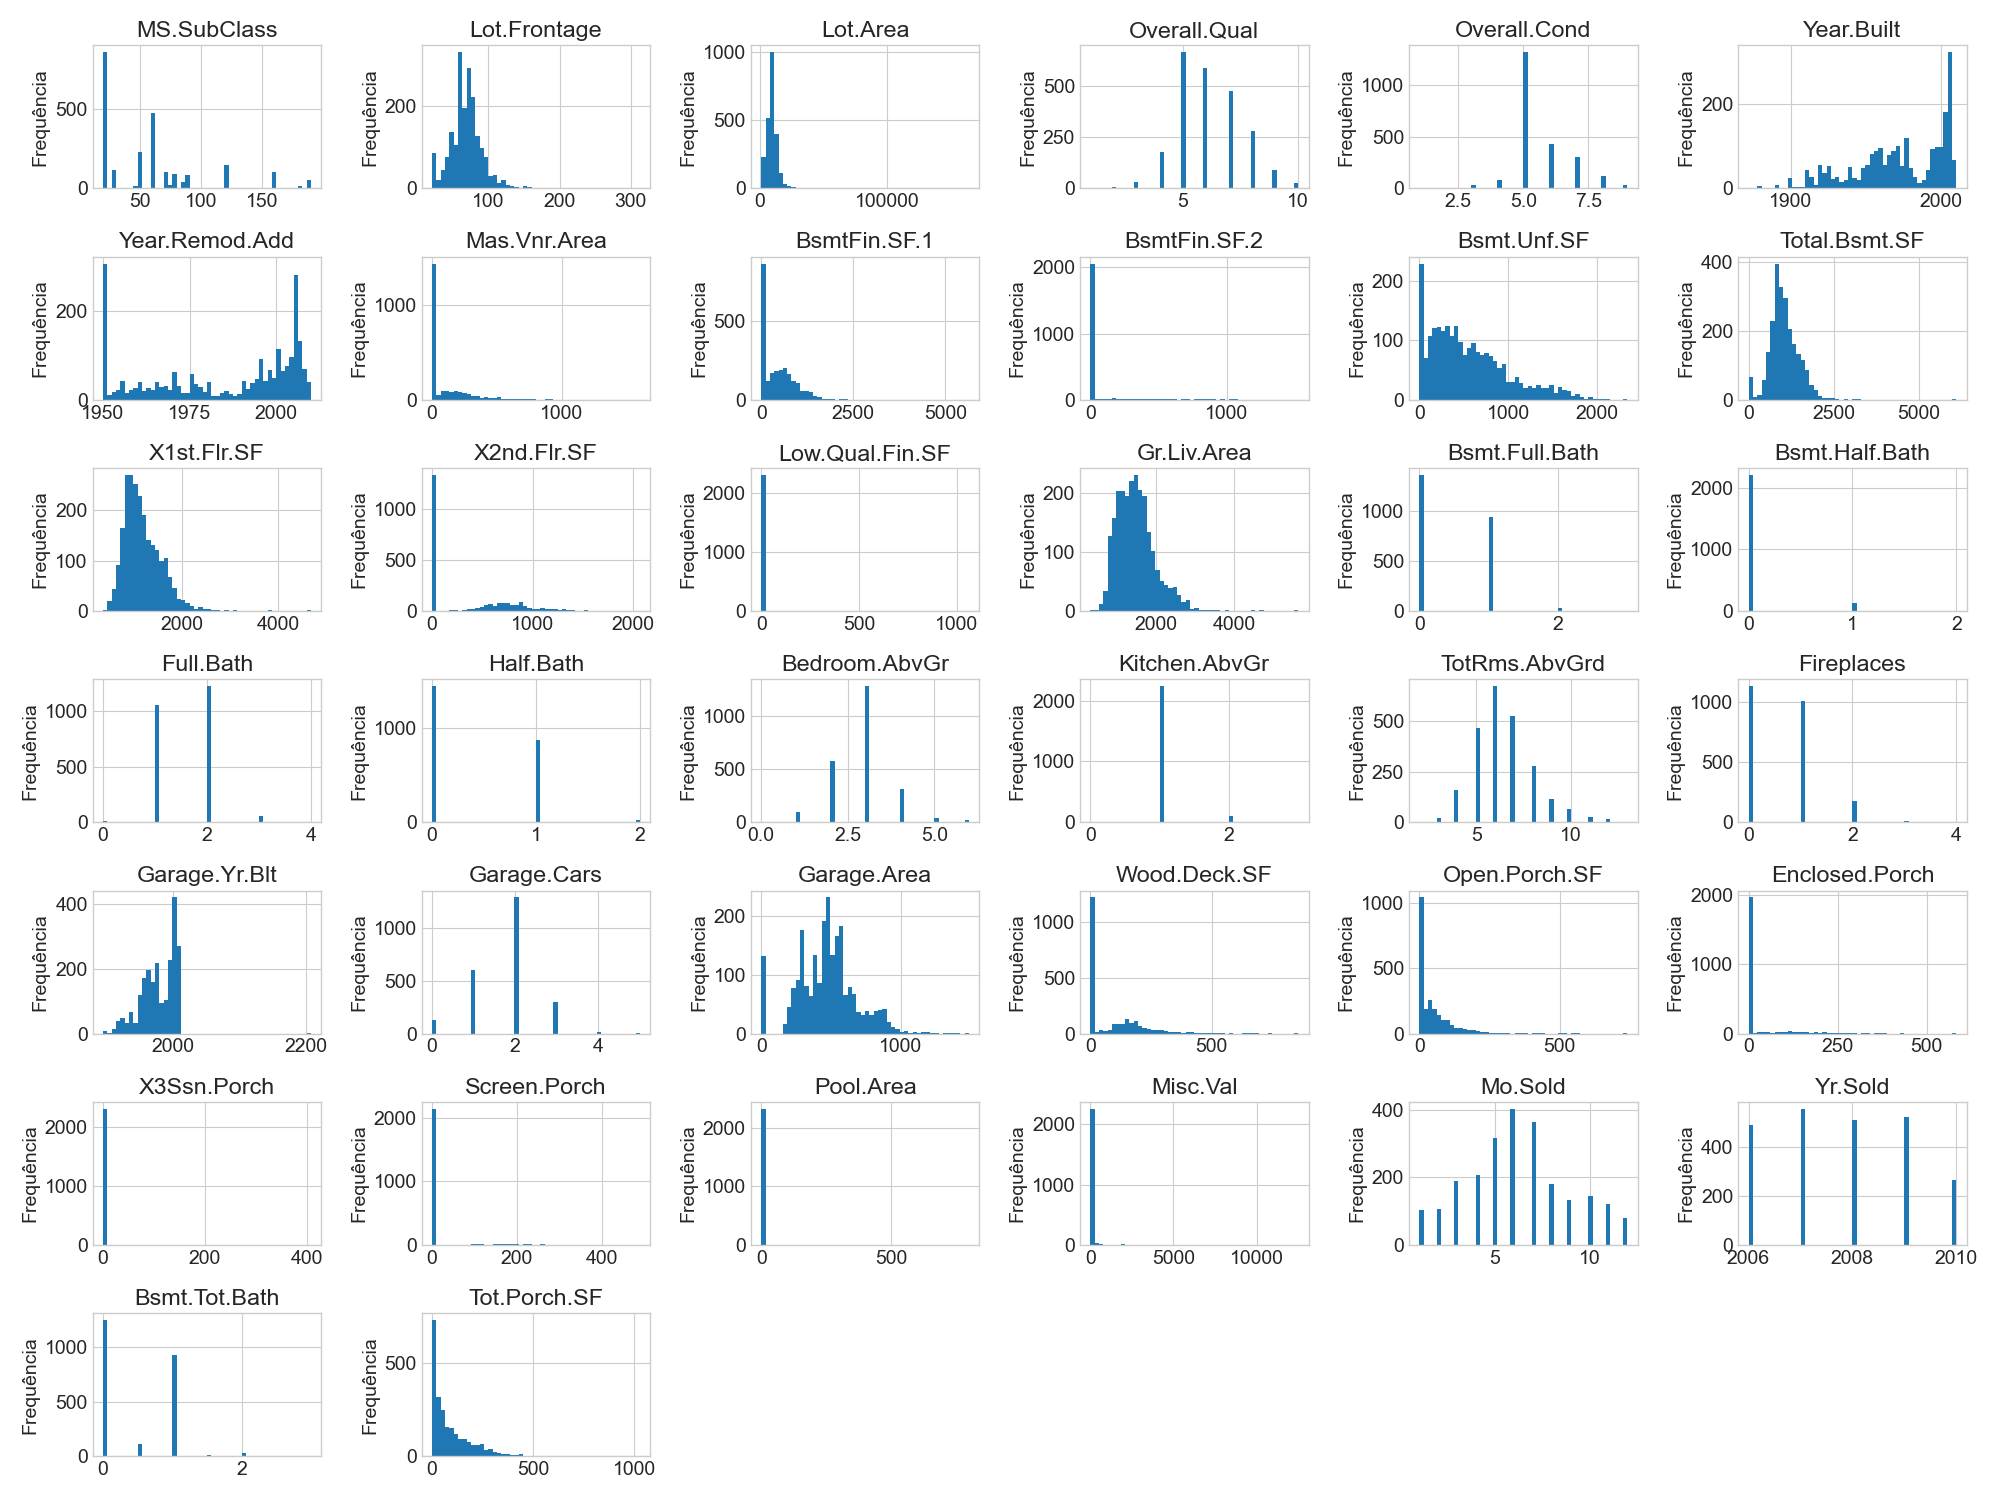 MS.SubClass Lot.Frontage Lot.Area Overall.Qual Overall.Cond Year.Built
Frequência Frequência Frequência Frequência Frequência Frequência
500 0 200 0 1000 500 0 500 250 0 1000 500 0 200 0
50 100 150 100 200 300 0 100000 5 10 2.5 5.0 7.5 1900 2000
Year.Remod.Add Mas.Vnr.Area BsmtFin.SF.1 BsmtFin.SF.2 Bsmt.Unf.SF Total.Bsmt.SF
Frequência Frequência Frequência Frequência Frequência Frequência
200 0 1000 0 500 0 2000 1000 0 200 100 0 400 200 0
1950 1975 2000 0 1000 0 2500 5000 0 1000 0 1000 2000 0 2500 5000
X1st.Flr.SF X2nd.Flr.SF Low.Qual.Fin.SF Gr.Liv.Area Bsmt.Full.Bath Bsmt.Half.Bath
Frequência Frequência Frequência Frequência Frequência Frequência
200 100 0 1000 500 0 2000 1000 0 200 100 0 1000 500 0 2000 1000 0
2000 4000 0 1000 2000 0 500 1000 2000 4000 0 2 0 1 2
Full.Bath Half.Bath Bedroom.AbvGr Kitchen.AbvGr TotRms.AbvGrd Fireplaces
Frequência Frequência Frequência Frequência Frequência Frequência
1000 500 0 1000 0 1000 500 0 2000 1000 0 500 250 0 1000 500 0
0 2 4 0 1 2 0.0 2.5 5.0 0 2 5 10 0 2 4
Garage.Yr.Blt Garage.Cars Garage.Area Wood.Deck.SF Open.Porch.SF Enclosed.Porch
Frequência Frequência Frequência Frequência Frequência Frequência
400 200 0 1000 500 0 200 100 0 1000 500 0 1000 500 0 2000 1000 0
2000 2200 0 2 4 0 1000 0 500 0 500 0 250 500
X3Ssn.Porch Screen.Porch Pool.Area Misc.Val Mo.Sold Yr.Sold
Frequência Frequência Frequência Frequência Frequência Frequência
2000 1000 0 2000 1000 0 2000 1000 0 2000 1000 0 400 200 0 400 200 0
0 200 400 0 200 400 0 500 0 5000 10000 5 10 2006 2008 2010
Bsmt.Tot.Bath Tot.Porch.SF
Frequência Frequência
1000 500 0 500 0
0 2 0 500 1000